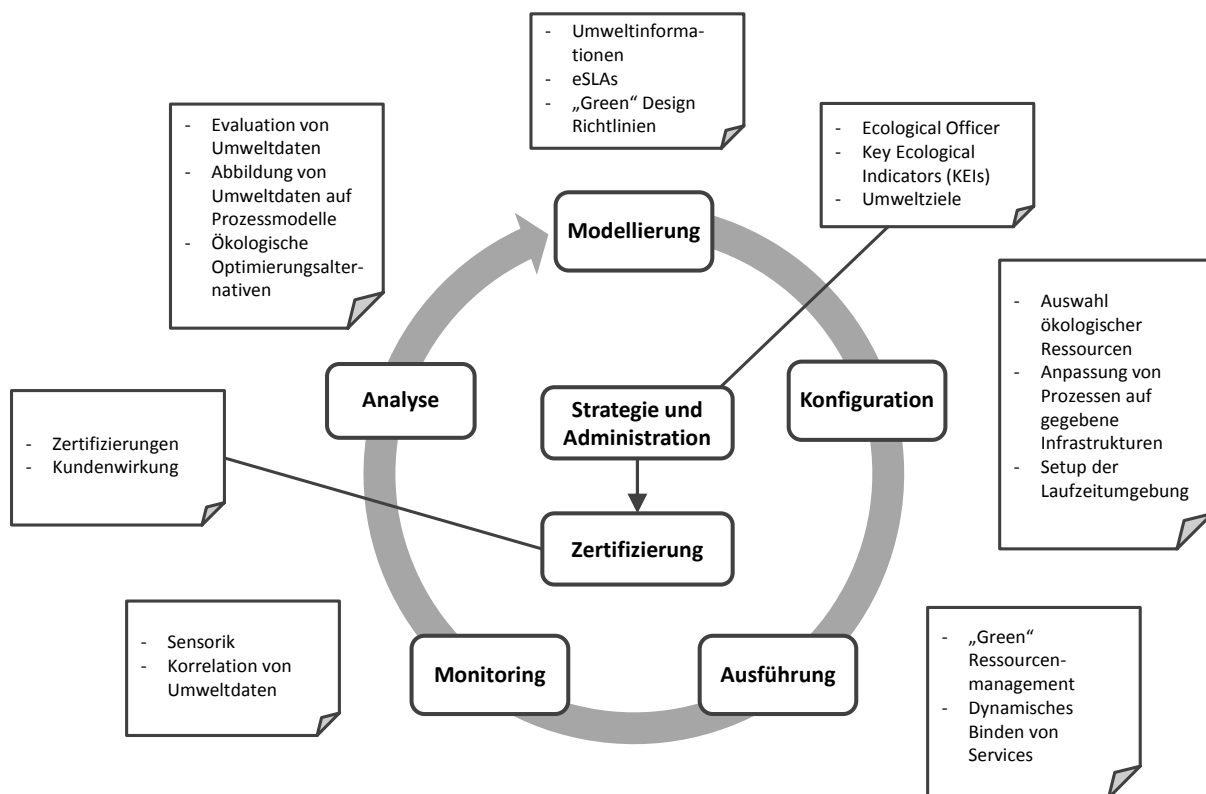 - Umweltinforma-
tionen
- eSLAs
- „Green“ Design
Richtlinien
- Ecological Officer
- Key Ecological
Indicators (KEIs)
- Umweltziele
- Evaluation von
Umweltdaten
- Abbildung von
Umweltdaten auf
Prozessmodelle
- Ökologische
Optimierungsalter-
nativen
Modellierung
- Auswahl
ökologischer
Ressourcen
- Anpassung von
Prozessen auf
gegebene
Infrastrukturen
- Setup der
Laufzeitumgebung
Analyse
Strategie und
Administration
Konfiguration
- Zertifizierungen
- Kundenwirkung
Zertifizierung
- Sensorik
- Korrelation von
Umweltdaten
Monitoring
Ausführung
- „Green“
Ressourcen-
management
- Dynamisches
Binden von
Services